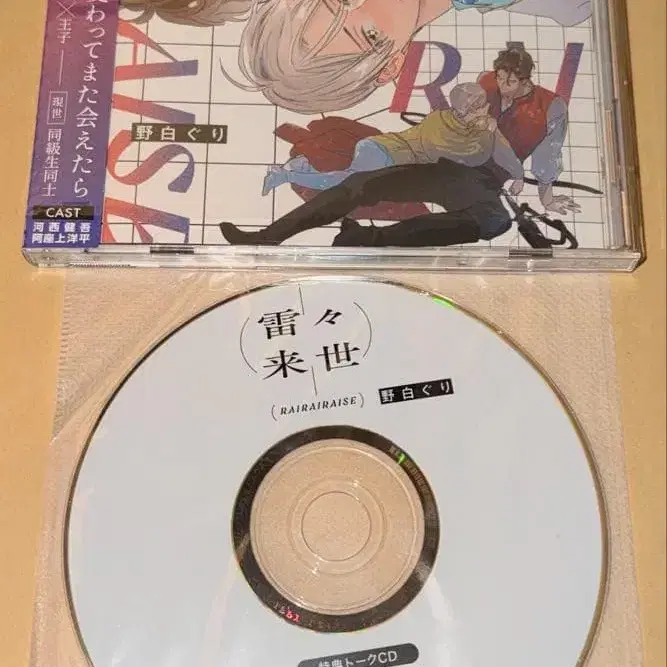 わってまた会えたら
×王子
現世 同級生同士
CAST
河西健吾
阿座上洋平
野白ぐり
RAI
RAISE
雷々
来世
(RAIRAIRAISE)
野白ぐり
特典トークCD